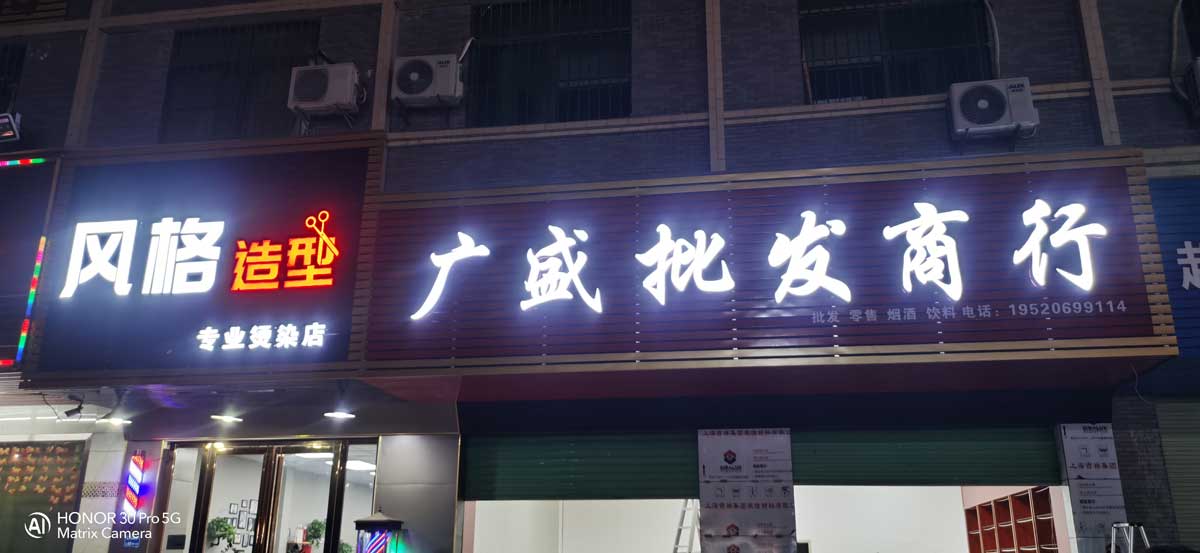 风格造型
专业烫染店
广盛批发商行
批发 零售 烟酒 饮料 电话：19520699114
AI
HONOR 30 Pro 5G
Matrix Camera